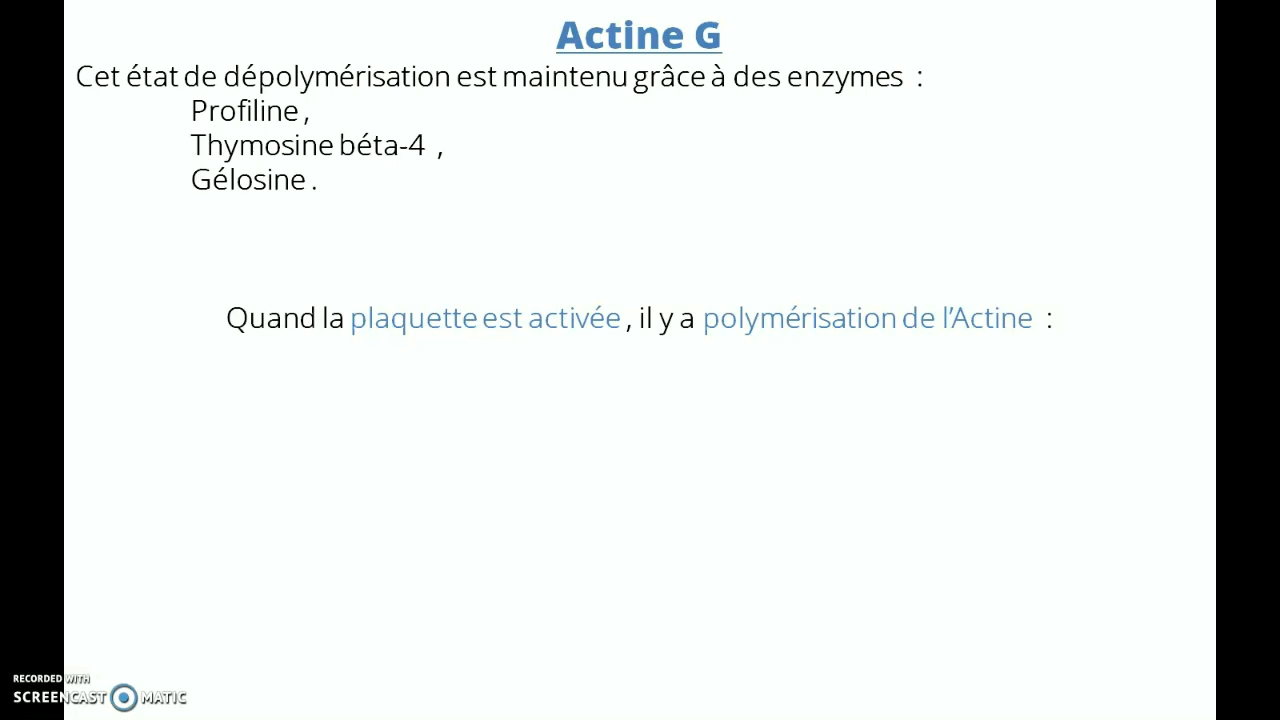 Actine G
Cet état de dépolymérisation est maintenu grâce à des enzymes :
Profiline ,
Thymosine béta-4 ,
Gélosine .
Quand la plaquette est activée , il y a polymérisation de l'Actine :
RECORDED WITH
SCREENCAST MATIC